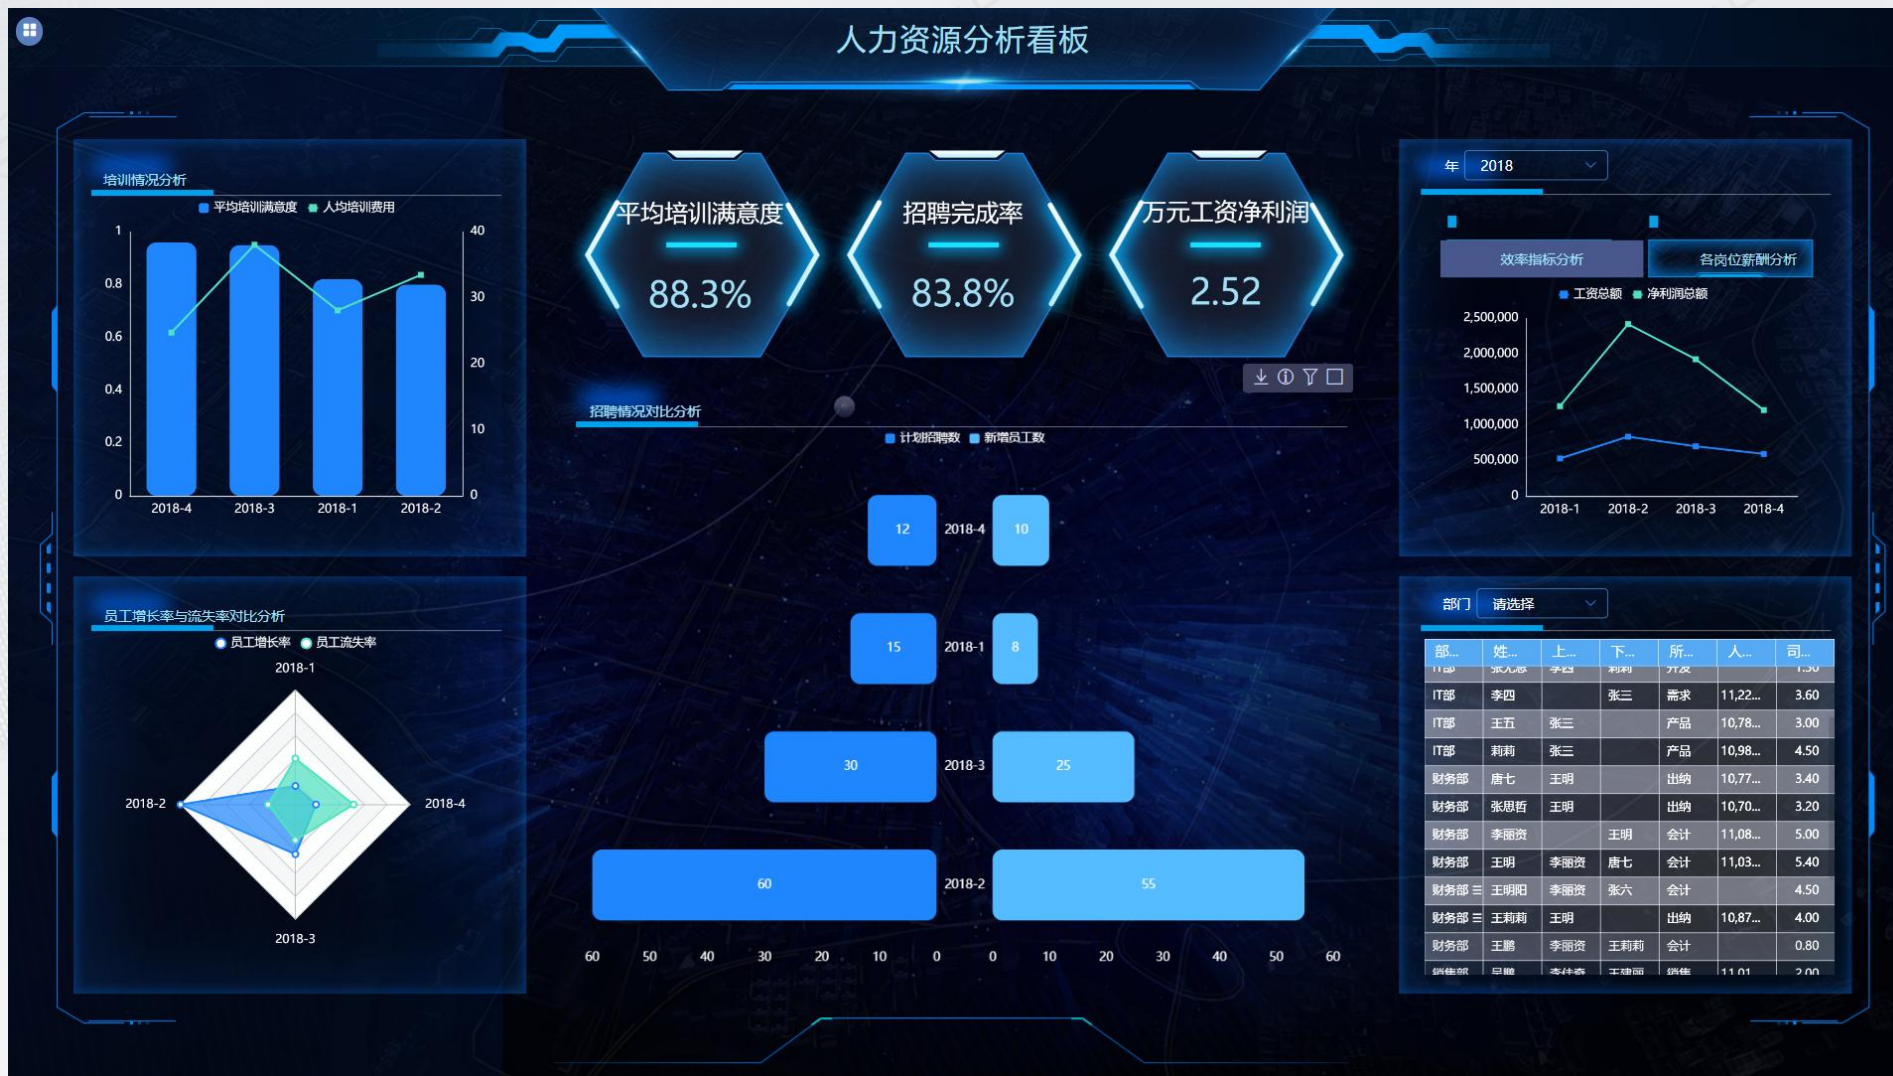 人力资源分析看板
培训情况分析
平均培训满意度 人均培训费用
1 40
0.8 30
0.6
0.4 20
0.2 10
0 0
2018-4 2018-3 2018-1 2018-2
员工增长率与流失率对比分析
员工增长率 员工流失率
2018-1
2018-2 2018-4
2018-3
平均培训满意度
88.3%
招聘完成率
83.8%
万元工资净利润
2.52
招聘情况对比分析
计划招聘数 新增员工数
12 2018-4 10
15 2018-1 8
30 2018-3 25
60 2018-2 55
60 50 40 30 20 10 0 0 10 20 30 40 50 60
年 2018
效率指标分析 各岗位薪酬分析
工资总额 净利润总额
2,500,000
2,000,000
1,500,000
1,000,000
500,000
0
2018-1 2018-2 2018-3 2018-4
部门 请选择
部... 姓... 上... 下... 所... 人... 司...
IT部 李四 张三 需求 11,22... 3.60
IT部 王五 张三 产品 10,78... 3.00
IT部 莉莉 张三 产品 10,98... 4.50
财务部 唐七 王明 出纳 10,77... 3.40
财务部 张思哲 王明 出纳 10,70... 3.20
财务部 李丽资 王明 会计 11,08... 5.00
财务部 王明 李丽资 唐七 会计 11,03... 5.40
财务部 王明阳 李丽资 张六 会计 4.50
财务部 王莉莉 王明 出纳 10,87... 4.00
财务部 王鹏 李丽资 王莉莉 会计 0.80